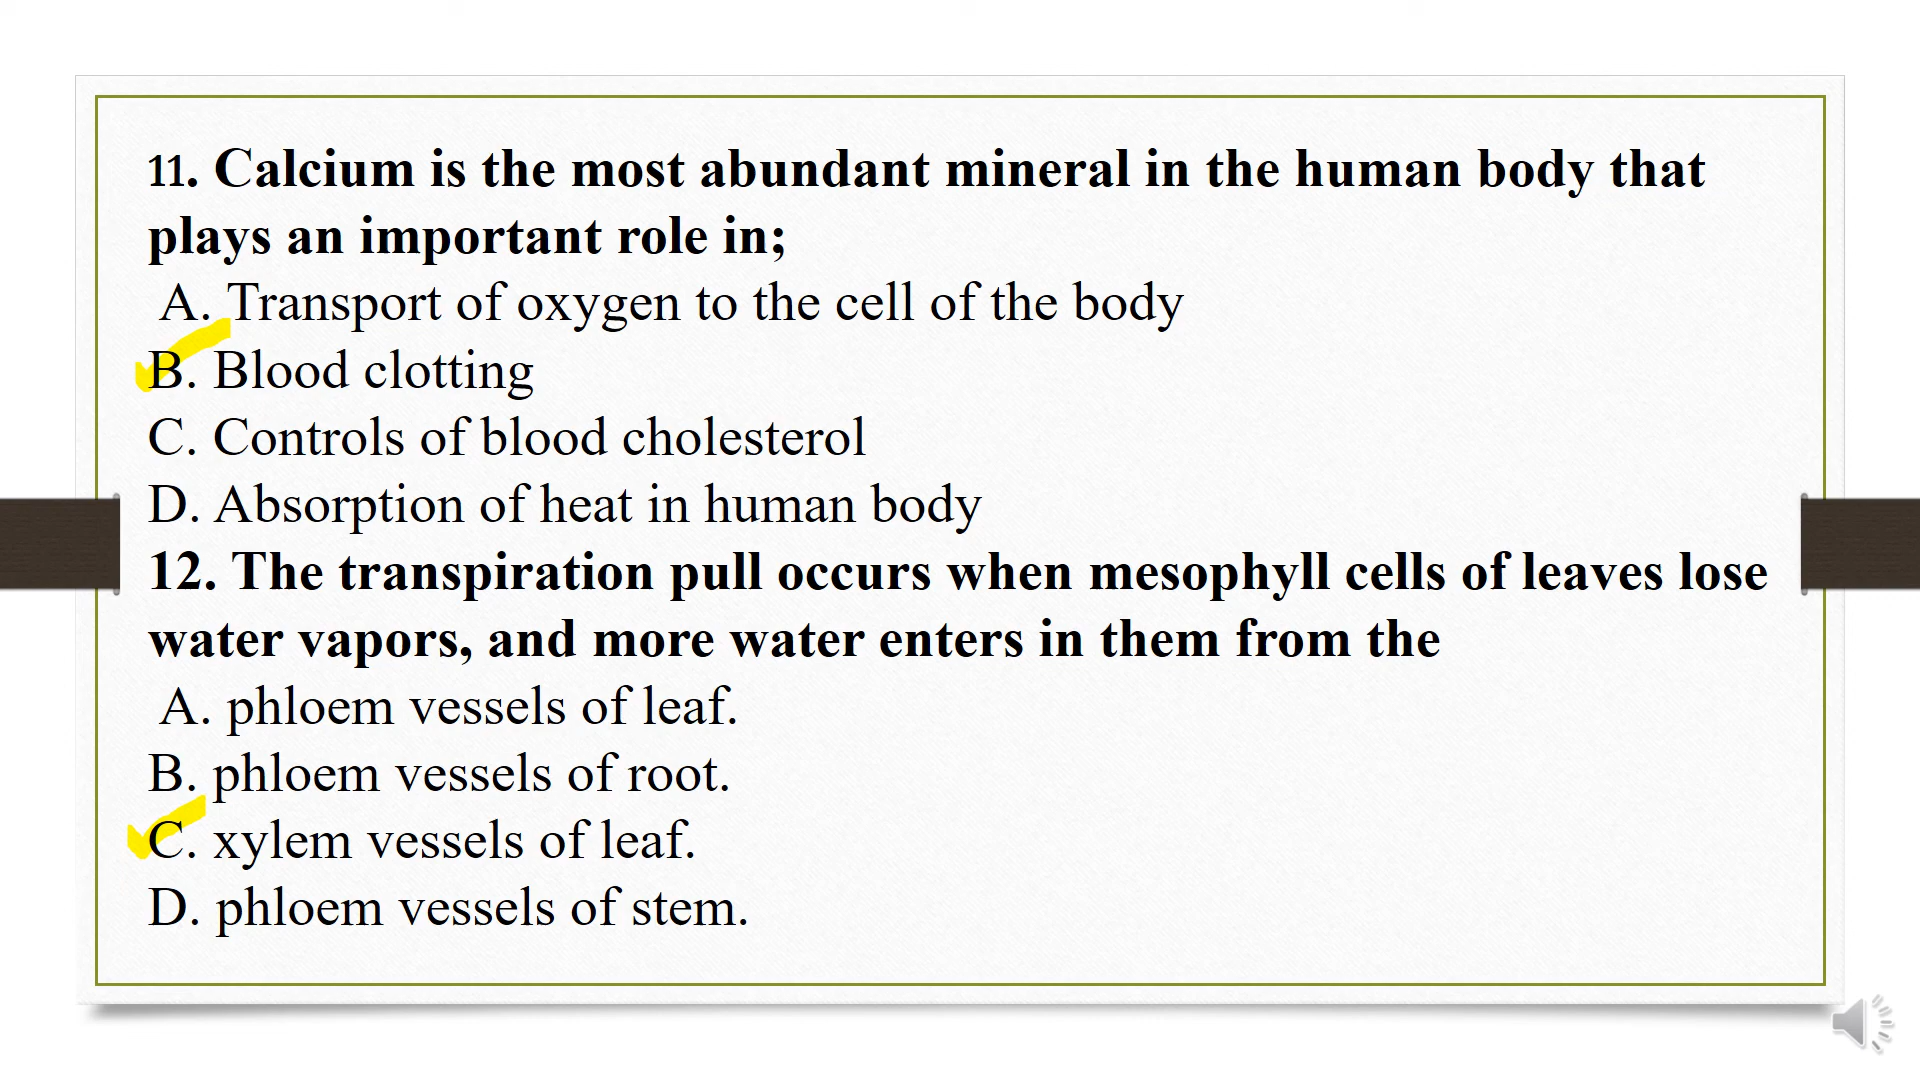 11. Calcium is the most abundant mineral in the human body that
plays an important role in;
A. Transport of oxygen to the cell of the body
B. Blood clotting
C. Controls of blood cholesterol
D. Absorption of heat in human body
12. The transpiration pull occurs when mesophyll cells of leaves lose
water vapors, and more water enters in them from the
A. phloem vessels of leaf.
B. phloem vessels of root.
C. xylem vessels of leaf.
D. phloem vessels of stem.